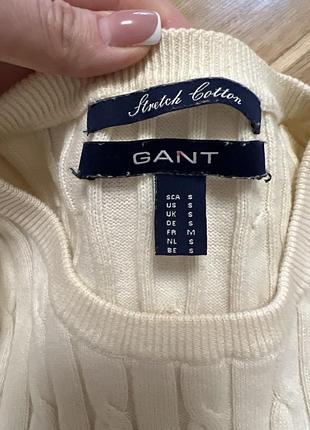 Stretch Cotton
GANT
SCA S
US S
UK S
DE S
FR M
NL S
BE S